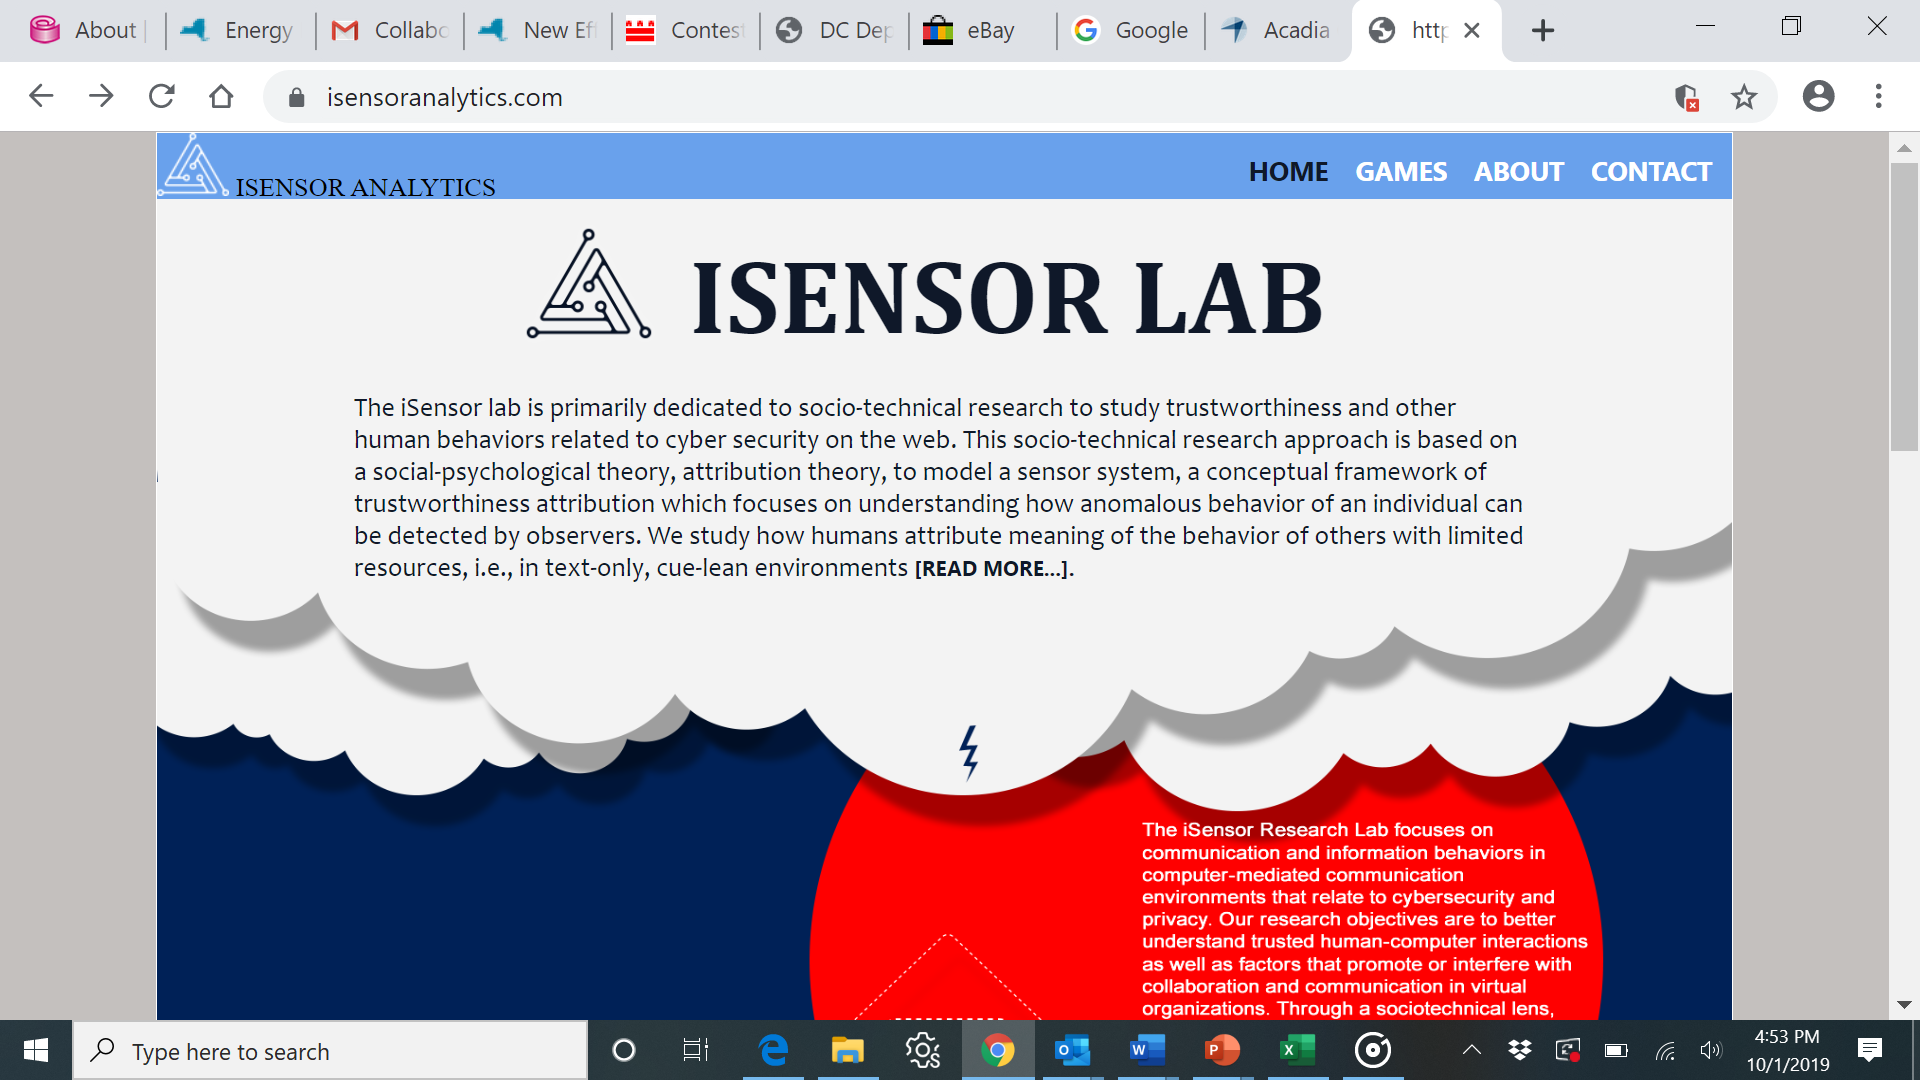 About
Energy
Collabo
New Eff
Contest
DC Dep
eBay
Google
Acadia
http
isensoranalytics.com
ISENSOR ANALYTICS
HOME GAMES ABOUT CONTACT
ISENSOR LAB
The iSensor lab is primarily dedicated to socio-technical research to study trustworthiness and other
human behaviors related to cyber security on the web. This socio-technical research approach is based on
a social-psychological theory, attribution theory, to model a sensor system, a conceptual framework of
trustworthiness attribution which focuses on understanding how anomalous behavior of an individual can
be detected by observers. We study how humans attribute meaning of the behavior of others with limited
resources, i.e., in text-only, cue-lean environments [READ MORE...].
The iSensor Research Lab focuses on
communication and information behaviors in
computer-mediated communication
environments that relate to cybersecurity and
privacy. Our research objectives are to better
understand trusted human-computer interactions
as well as factors that promote or interfere with
collaboration and communication in virtual
organizations. Through a sociotechnical lens,
Type here to search
4:53 PM
10/1/2019